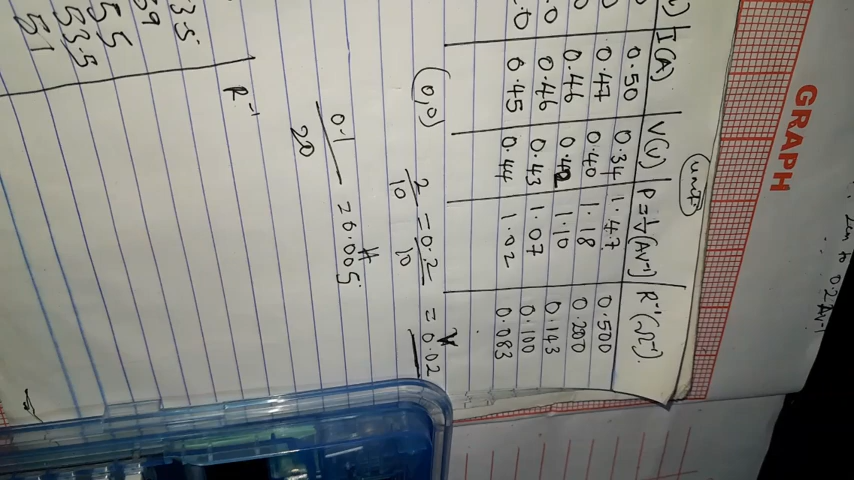 to 0.2Av⁻¹
GRAPH
unit
I(A) V(V) P=I/V(AV⁻¹) R⁻¹(Ω⁻¹).
0.50 0.34 1.47 0.500
0.47 0.40 1.18 0.200
0.46 0.42 1.10 0.143
0.46 0.43 1.07 0.100
0.45 0.44 1.02 0.083
(0,0) 2/10 = 0.2/10 = 0.02
0.1/20 = 0.005
R⁻¹
3.5
59
55
53.5
51